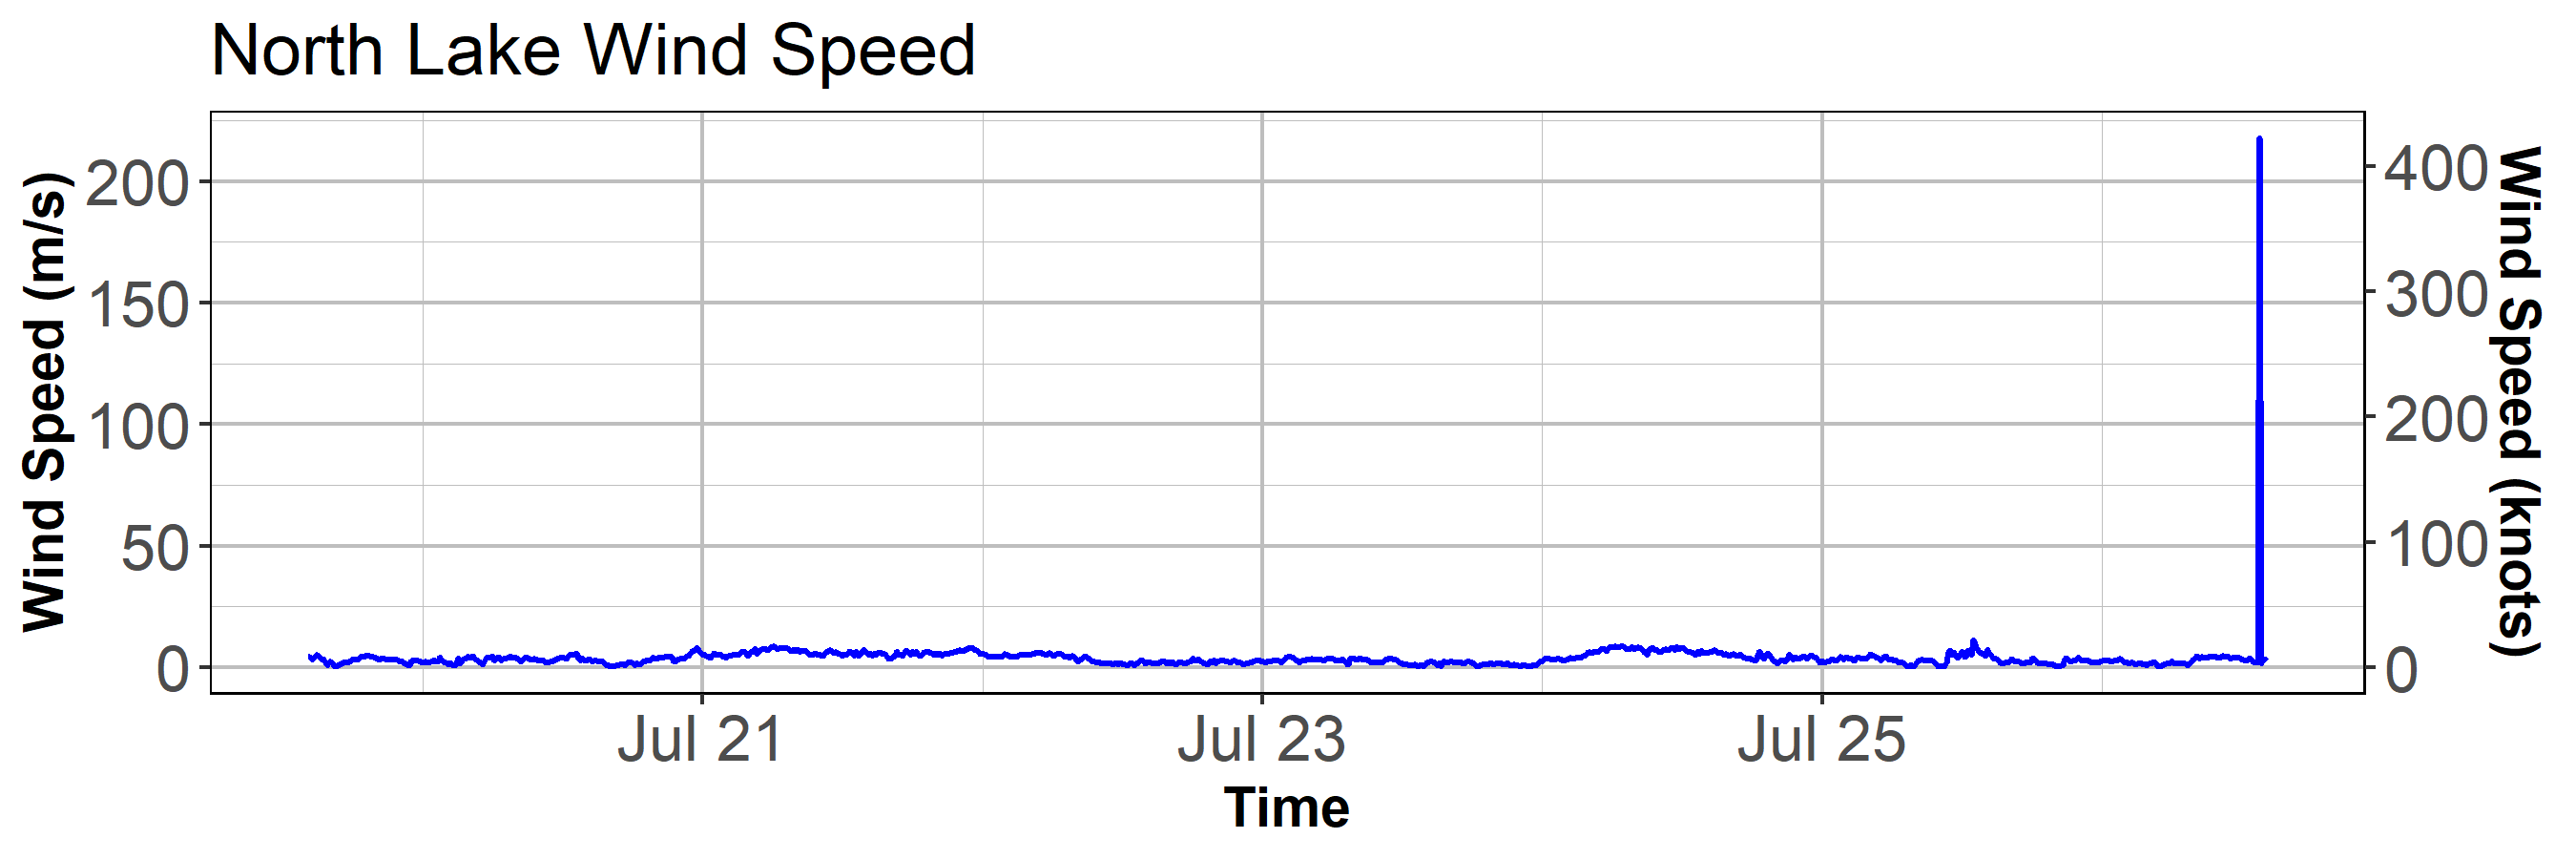 North Lake Wind Speed
Wind Speed (m/s)
200
150
100
50
0
400
300
200
100
0
Wind Speed (knots)
Jul 21
Jul 23
Jul 25
Time